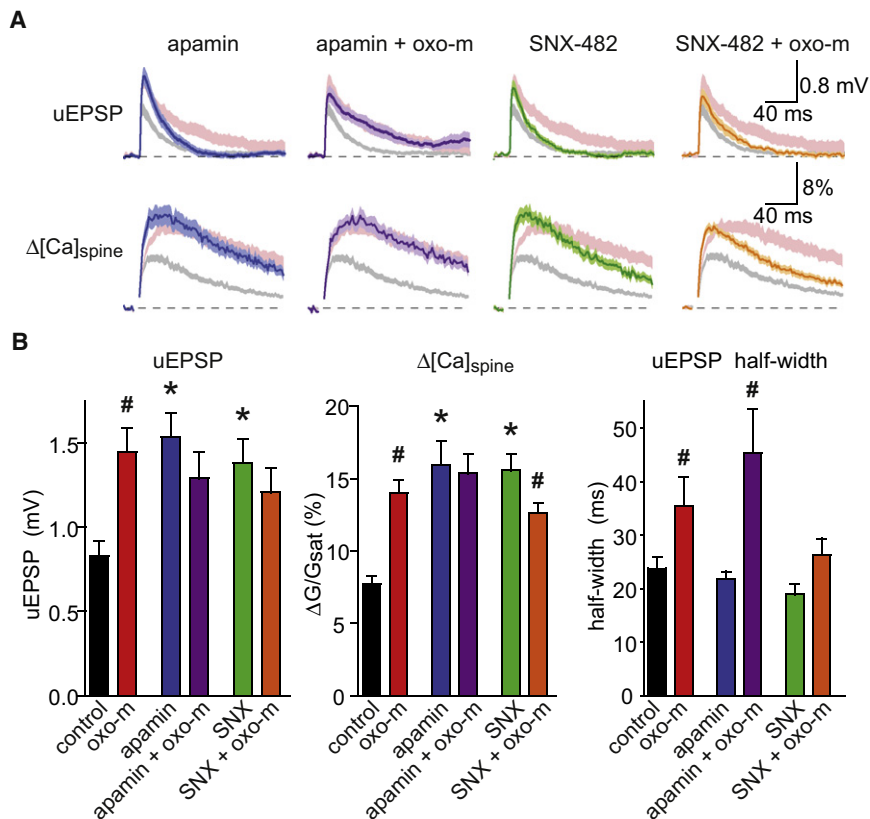 A
apamin
apamin + oxo-m
SNX-482
SNX-482 + oxo-m
uEPSP
0.8 mV
40 ms
Δ[Ca]spine
8%
40 ms
B
uEPSP
Δ[Ca]spine
uEPSP half-width
uEPSP (mV)
1.5
1.0
0.5
0.0
#
*
*
control
oxo-m
apamin
apamin + oxo-m
SNX
SNX + oxo-m
ΔG/Gsat (%)
20
15
10
5
0
#
*
*
#
control
oxo-m
apamin
apamin + oxo-m
SNX
SNX + oxo-m
half-width (ms)
50
40
30
20
10
0
#
#
control
oxo-m
apamin
apamin + oxo-m
SNX
SNX + oxo-m